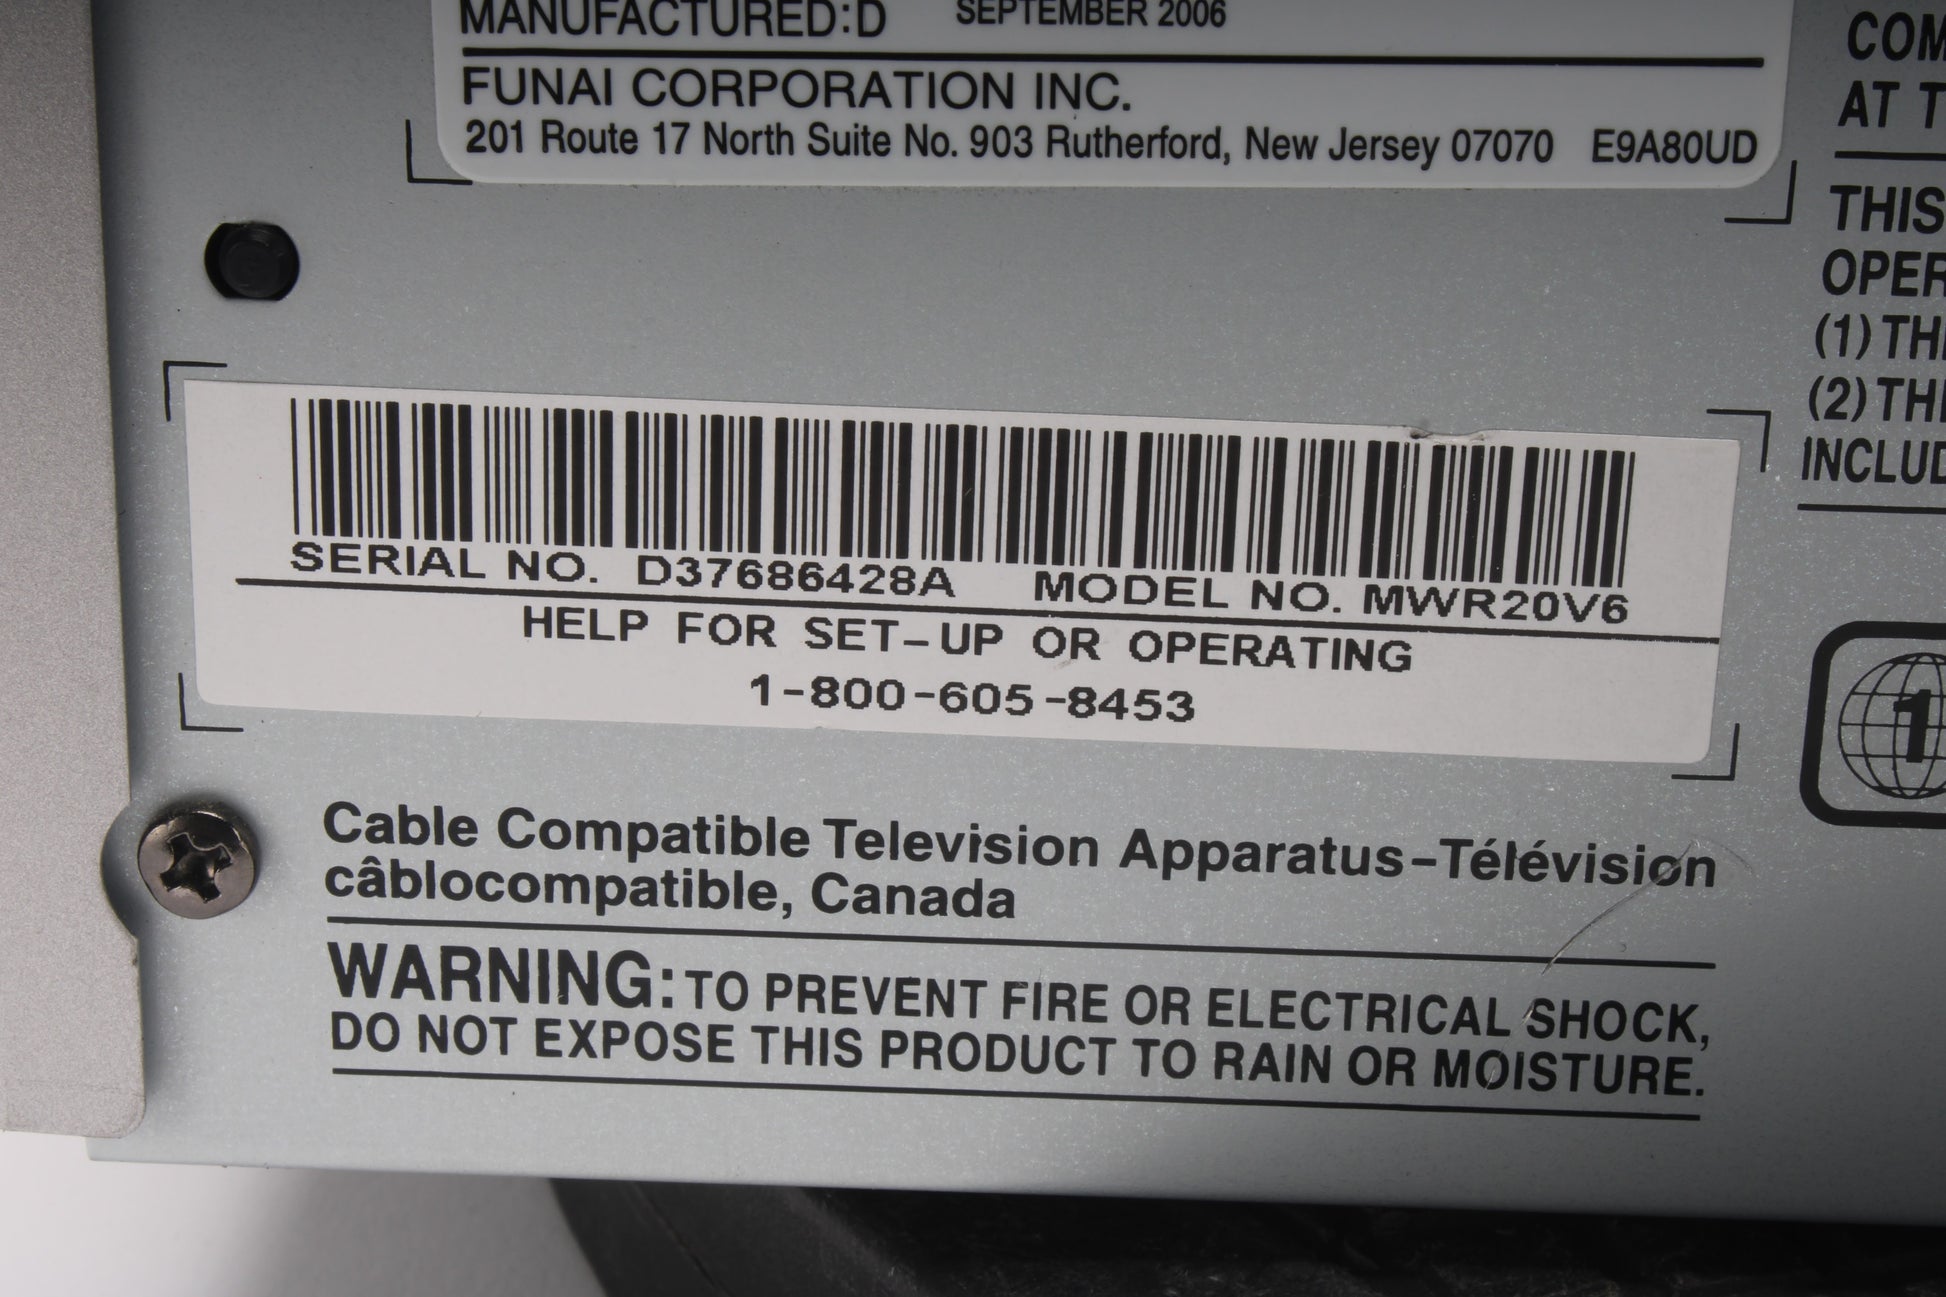 MANUFACTURED:D SEPTEMBER 2006
FUNAI CORPORATION INC.
201 Route 17 North Suite No. 903 Rutherford, New Jersey 07070 E9A80UD
COM
AT T
THIS
OPER
(1) THI
(2) THI
INCLUD
SERIAL NO. D37686428A MODEL NO. MWR20V6
HELP FOR SET-UP OR OPERATING
1-800-605-8453
1
Cable Compatible Television Apparatus-Télévision
câblocompatible, Canada
WARNING: TO PREVENT FIRE OR ELECTRICAL SHOCK,
DO NOT EXPOSE THIS PRODUCT TO RAIN OR MOISTURE.